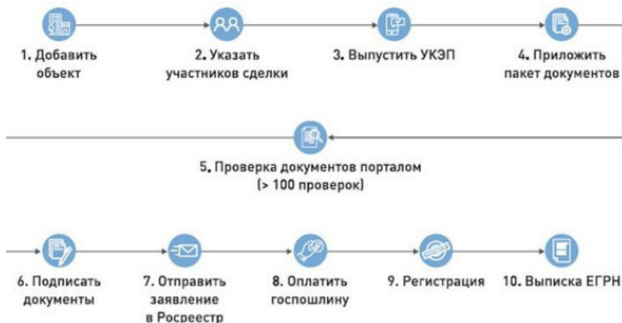 1. Добавить
объект
2. Указать
участников сделки
3. Выпустить УКЭП
4. Приложить
пакет документов
5. Проверка документов порталом
(> 100 проверок)
6. Подписать
документы
7. Отправить
заявление
в Росреестр
8. Оплатить
госпошлину
9. Регистрация
10. Выписка ЕГРН